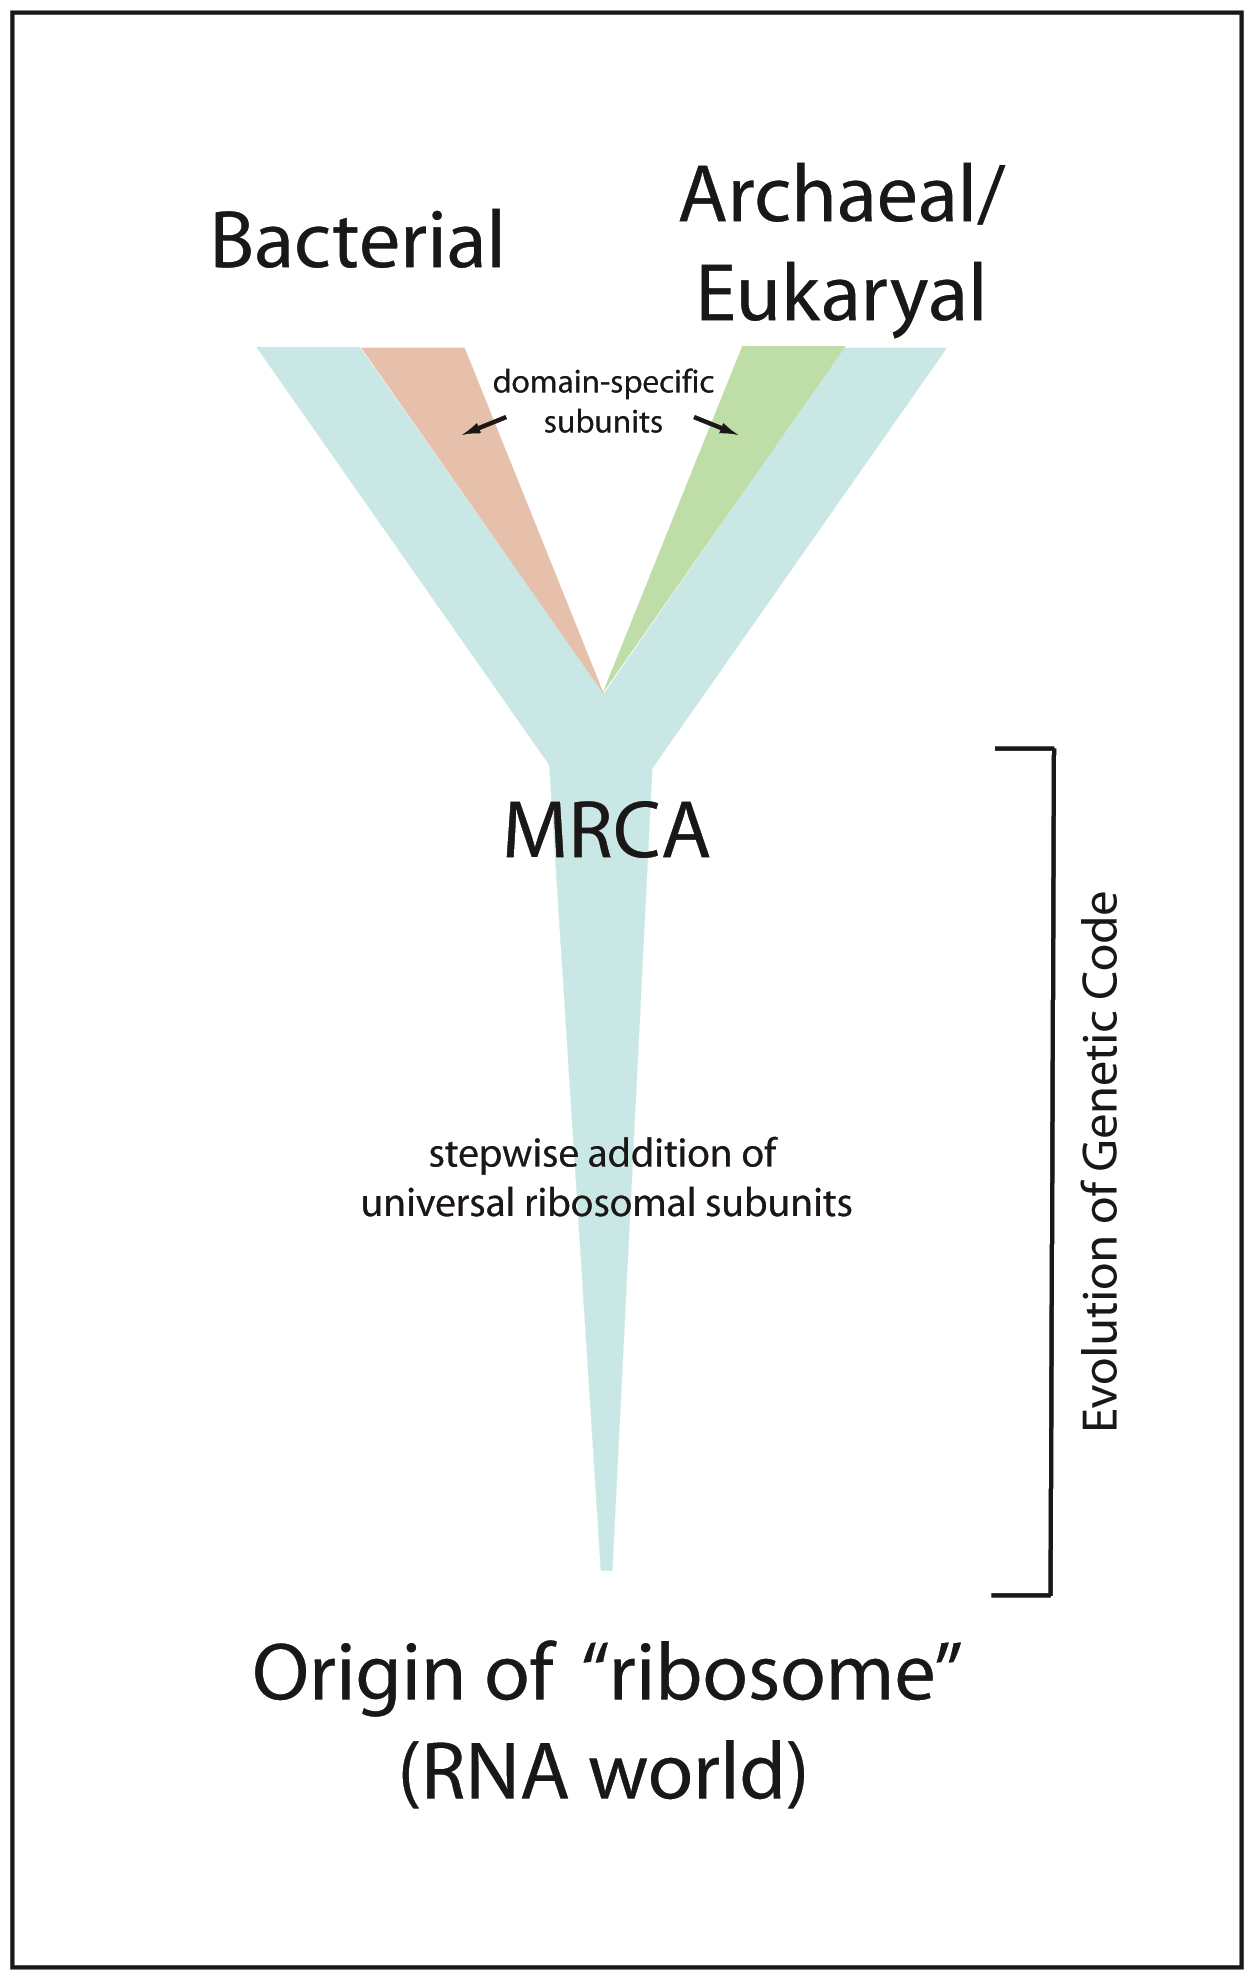 Bacterial
Archaeal/
Eukaryal
domain-specific
subunits
MRCA
stepwise addition of
universal ribosomal subunits
Evolution of Genetic Code
Origin of “ribosome”
(RNA world)